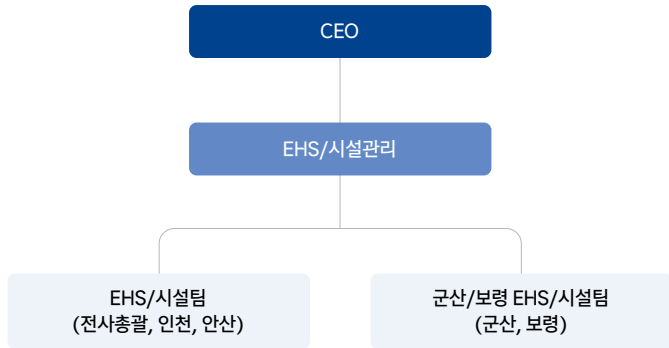 CEO
EHS/시설관리
EHS/시설팀
(전사총괄, 인천, 안산)
군산/보령 EHS/시설팀
(군산, 보령)